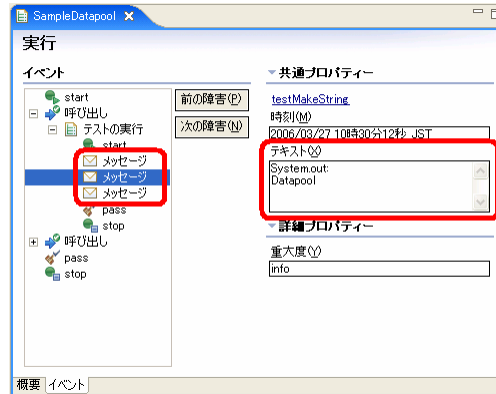 SampleDatapool
実行
イベント
start
呼び出し
テストの実行
start
メッセージ
メッセージ
メッセージ
pass
stop
呼び出し
pass
stop
前の障害(P)
次の障害(N)
共通プロパティー
testMakeString
時刻(M)
2006/03/27 10時30分12秒 JST
テキスト(X)
System.out:
Datapool
詳細プロパティー
重大度(Y)
info
概要 イベント